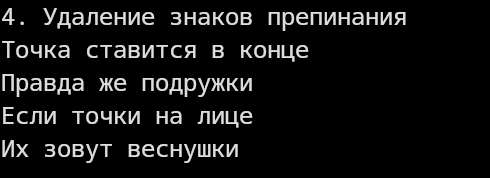 4. Удаление знаков препинания
Точка ставится в конце
Правда же подружки
Если точки на лице
Их зовут веснушки